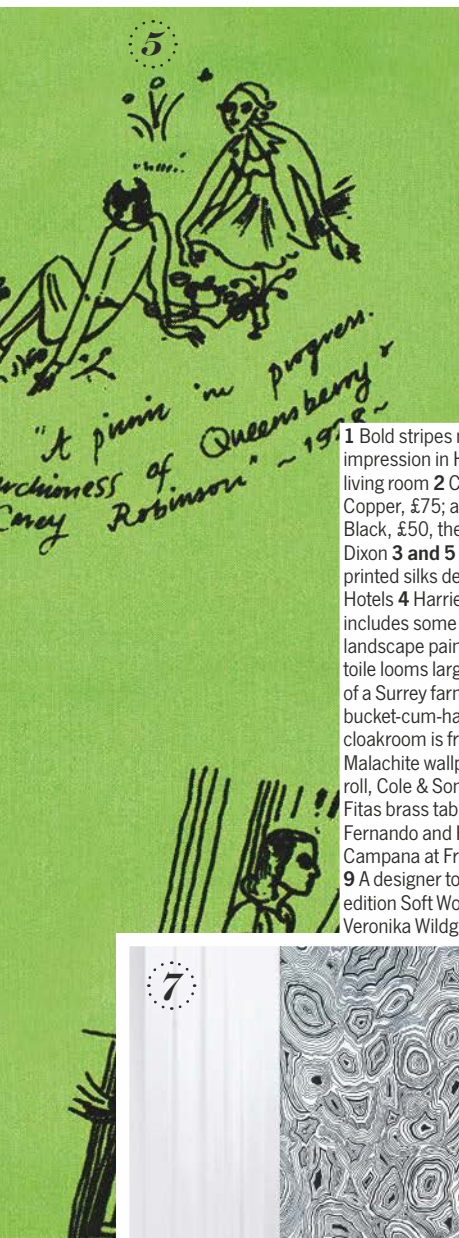 5
"A picnic in progress.
archioness of Queensberry &
Carey Robinson" ~ 1928~
1 Bold stripes
impression in H
living room 2 C
Copper, £75; a
Black, £50, the
Dixon 3 and 5
printed silks de
Hotels 4 Harrie
includes some
landscape pain
toile looms larg
of a Surrey farm
bucket-cum-ha
cloakroom is fr
Malachite wallp
roll, Cole & Son
Fitas brass tab
Fernando and H
Campana at Fr
9 A designer to
edition Soft Wo
Veronika Wildg
7